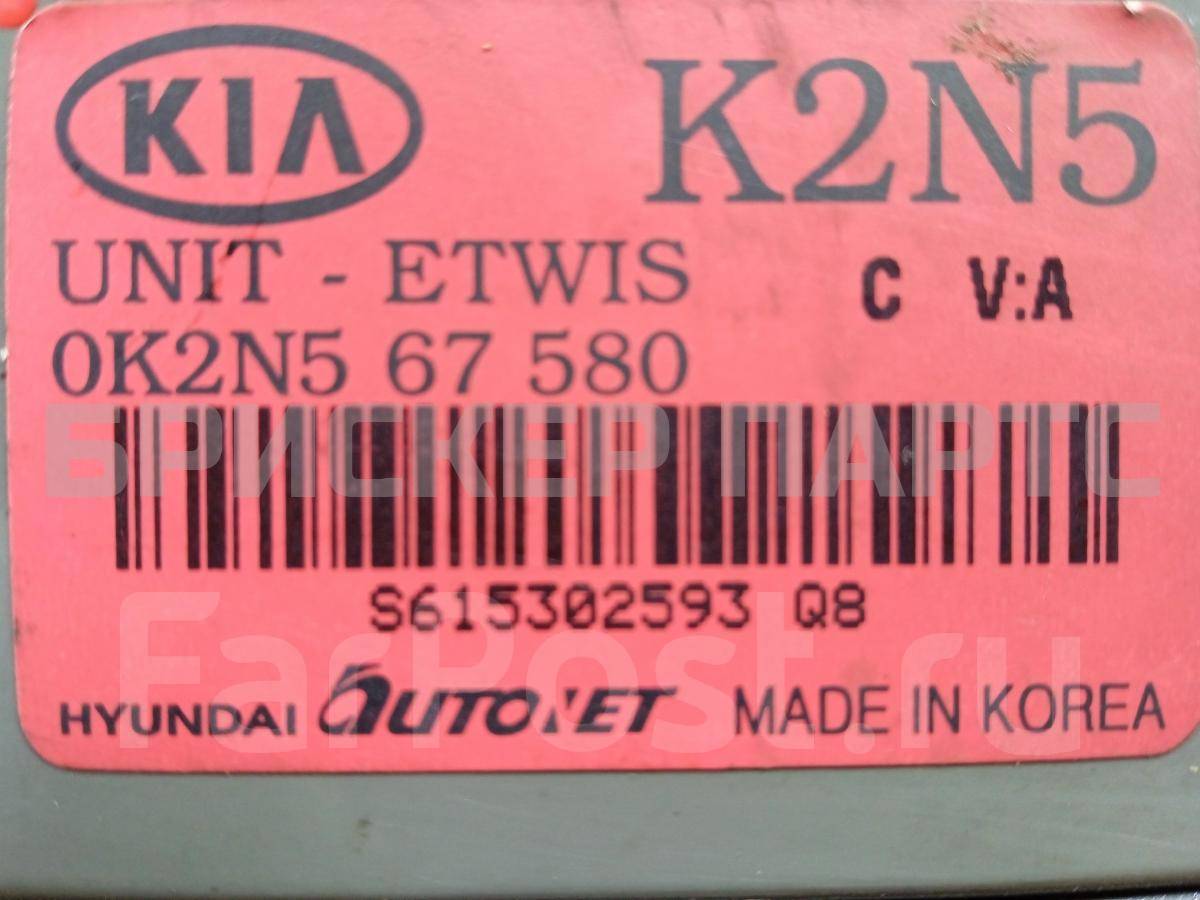 KIA K2N5
UNIT - ETWIS C V:A
0K2N5 67 580
БРИСКЕР ПАРТС
S615302593 Q8
FarPost.ru
HYUNDAI AUTONET MADE IN KOREA